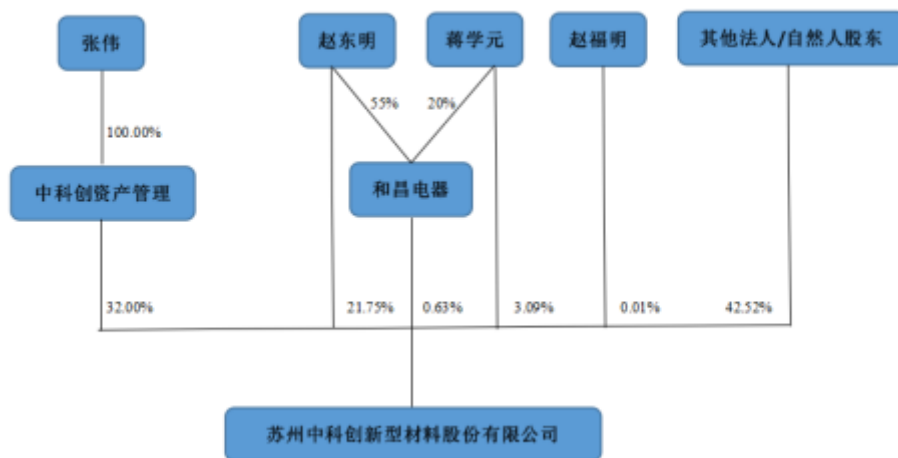 张伟
赵东明
蒋学元
赵福明
其他法人/自然人股东
55%
20%
100.00%
中科创资产管理
和昌电器
32.00%
21.75%
0.63%
3.09%
0.01%
42.52%
苏州中科创新型材料股份有限公司